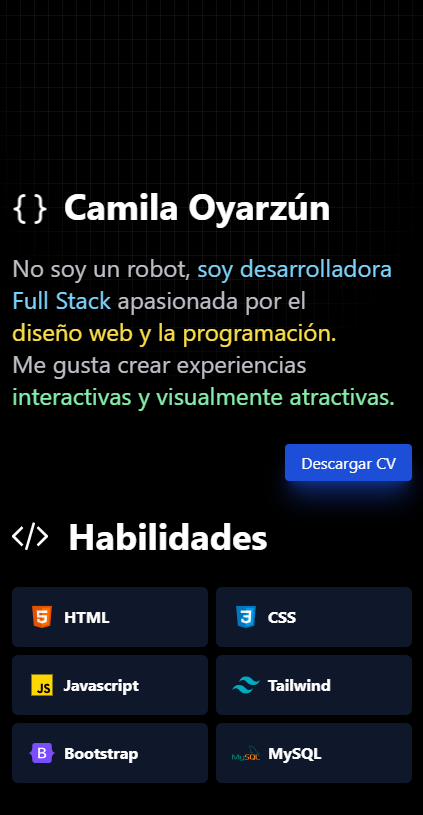 { } Camila Oyarzún
No soy un robot, soy desarrolladora
Full Stack apasionada por el
diseño web y la programación.
Me gusta crear experiencias
interactivas y visualmente atractivas.
Descargar CV
</> Habilidades
5 HTML
3 CSS
JS Javascript
Tailwind
B Bootstrap
MySQL MySQL